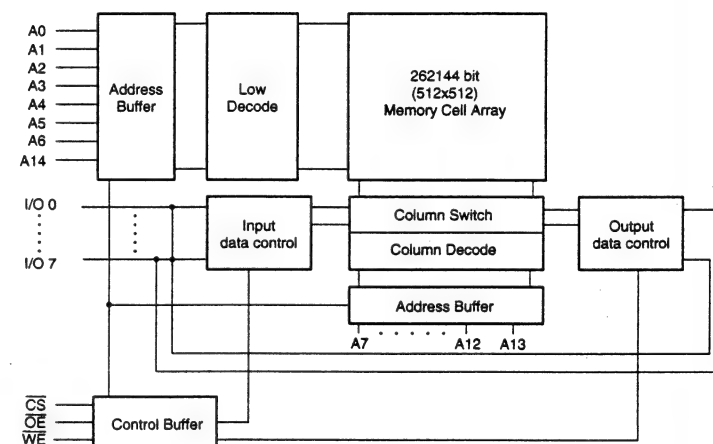 A0
A1
A2
A3
A4
A5
A6
A14
Address
Buffer
Low
Decode
262144 bit
(512x512)
Memory Cell Array
I/O 0
I/O 7
Input
data control
Column Switch
Column Decode
Output
data control
Address Buffer
A7
A12
A13
CS
OE
WE
Control Buffer